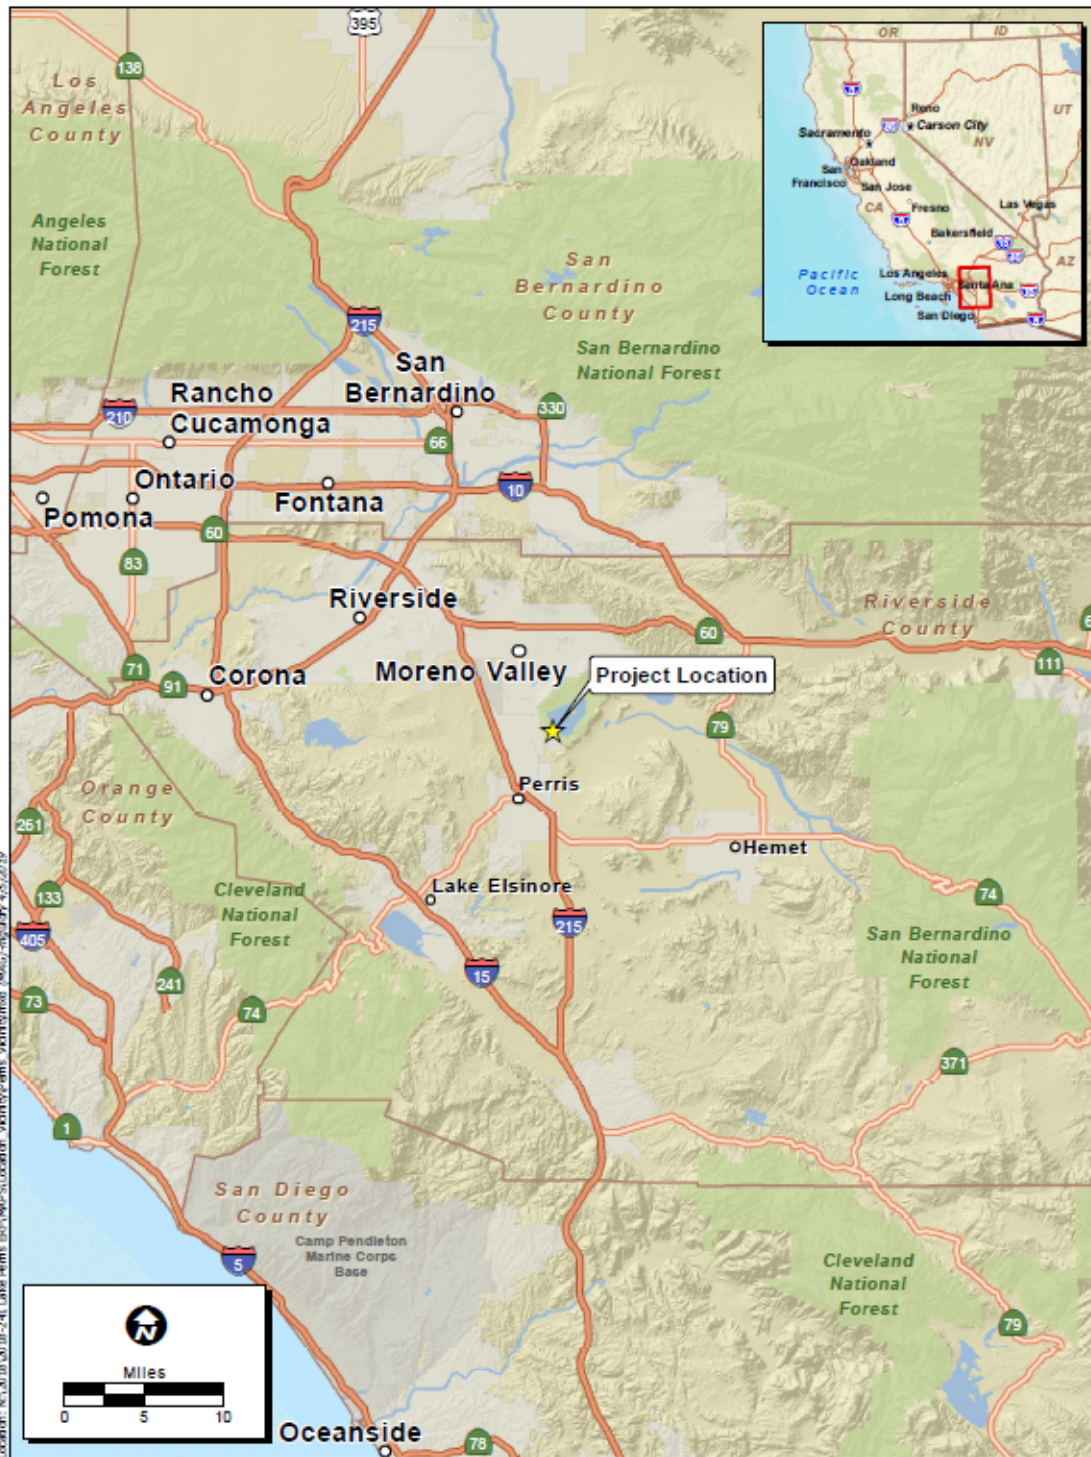 395
138
Los
Angeles
County
Angeles
National
Forest
San
Bernardino
County
San Bernardino
National Forest
215
OR
ID
Reno
Carson City
UT
NV
Sacramento
Oakland
San
Francisco
San Jose
CA
Fresno
Las Vegas
Bakersfield
AZ
Pacific
Ocean
Los Angeles
Santa Ana
Long Beach
San Diego
San
Bernardino
Rancho
Cucamonga
210
330
66
Ontario
Fontana
10
Pomona
60
83
Riverside
Riverside
County
60
71
91
Corona
Moreno Valley
111
Project Location
79
Perris
Orange
County
261
Hemet
Lake Elsinore
Cleveland
National
Forest
133
405
74
215
San Bernardino
National
Forest
15
241
73
74
371
1
San Diego
County
Camp Pendleton
Marine Corps
Base
5
Cleveland
National
Forest
79
N
Miles
0 5 10
Oceanside
78